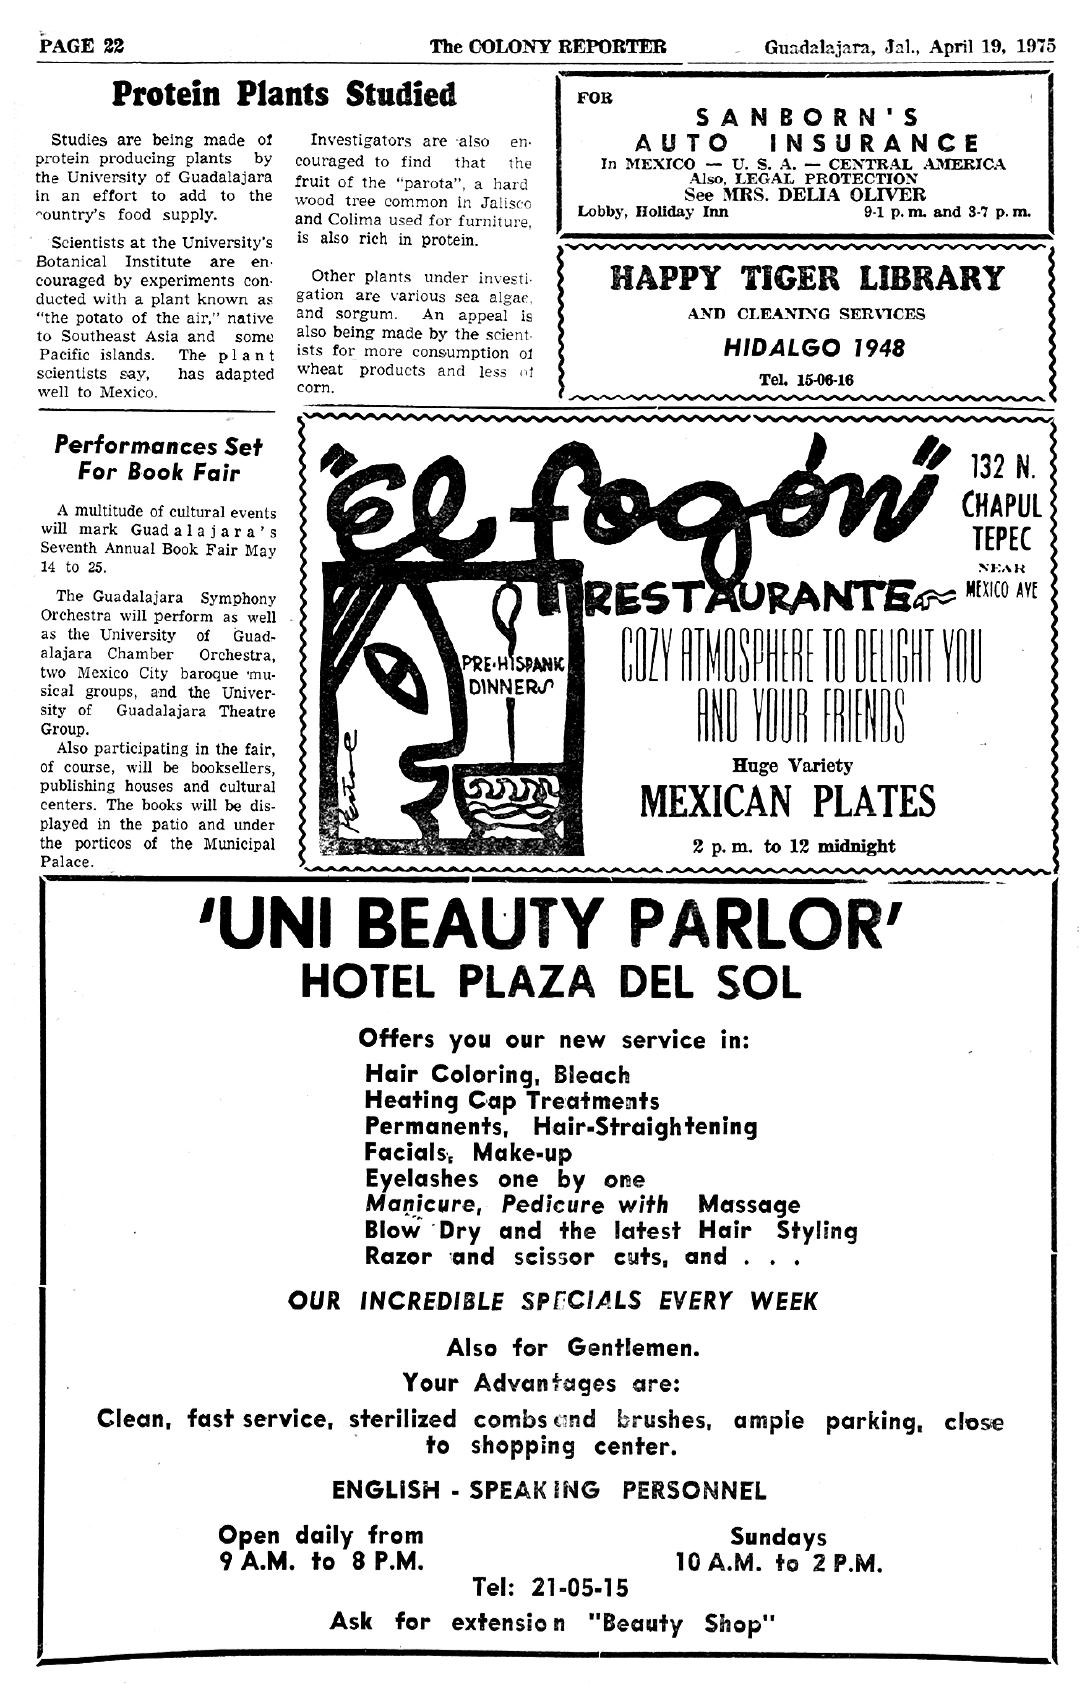 PAGE 22
The COLONY REPORTER
Guadalajara, Jal., April 19, 1975
Protein Plants Studied
Studies are being made of
protein producing plants by
the University of Guadalajara
in an effort to add to the
country's food supply.
Scientists at the University's
Botanical Institute are en-
couraged by experiments con-
ducted with a plant known as
"the potato of the air," native
to Southeast Asia and some
Pacific islands. The plant
scientists say, has adapted
well to Mexico.
Investigators are also en-
couraged to find that the
fruit of the "parota", a hard
wood tree common in Jalisco
and Colima used for furniture,
is also rich in protein.
Other plants under investi-
gation are various sea algae,
and sorgum. An appeal is
also being made by the scient-
ists for more consumption of
wheat products and less of
corn.
FOR
SANBORN'S
AUTO INSURANCE
In MEXICO — U. S. A. — CENTRAL AMERICA
Also, LEGAL PROTECTION
See MRS. DELIA OLIVER
Lobby, Holiday Inn 9-1 p. m. and 3-7 p. m.
HAPPY TIGER LIBRARY
AND CLEANING SERVICES
HIDALGO 1948
Tel. 15-06-16
Performances Set
For Book Fair
A multitude of cultural events
will mark Guadalajara's
Seventh Annual Book Fair May
14 to 25.
The Guadalajara Symphony
Orchestra will perform as well
as the University of Guad-
alajara Chamber Orchestra,
two Mexico City baroque mu-
sical groups, and the Univer-
sity of Guadalajara Theatre
Group.
Also participating in the fair,
of course, will be booksellers,
publishing houses and cultural
centers. The books will be dis-
played in the patio and under
the porticos of the Municipal
Palace.
"El fogón"
132 N.
CHAPUL
TEPEC
NEAR
MEXICO AVE
RESTAURANTE
PRE-HISPANIC
DINNERS
COZY ATMOSPHERE TO DELIGHT YOU
AND YOUR FRIENDS
Huge Variety
MEXICAN PLATES
2 p. m. to 12 midnight
'UNI BEAUTY PARLOR'
HOTEL PLAZA DEL SOL
Offers you our new service in:
Hair Coloring, Bleach
Heating Cap Treatments
Permanents, Hair-Straightening
Facials, Make-up
Eyelashes one by one
Manicure, Pedicure with Massage
Blow Dry and the latest Hair Styling
Razor and scissor cuts, and . . .
OUR INCREDIBLE SPECIALS EVERY WEEK
Also for Gentlemen.
Your Advantages are:
Clean, fast service, sterilized combs and brushes, ample parking, close
to shopping center.
ENGLISH - SPEAKING PERSONNEL
Open daily from
9 A.M. to 8 P.M.
Sundays
10 A.M. to 2 P.M.
Tel: 21-05-15
Ask for extension "Beauty Shop"